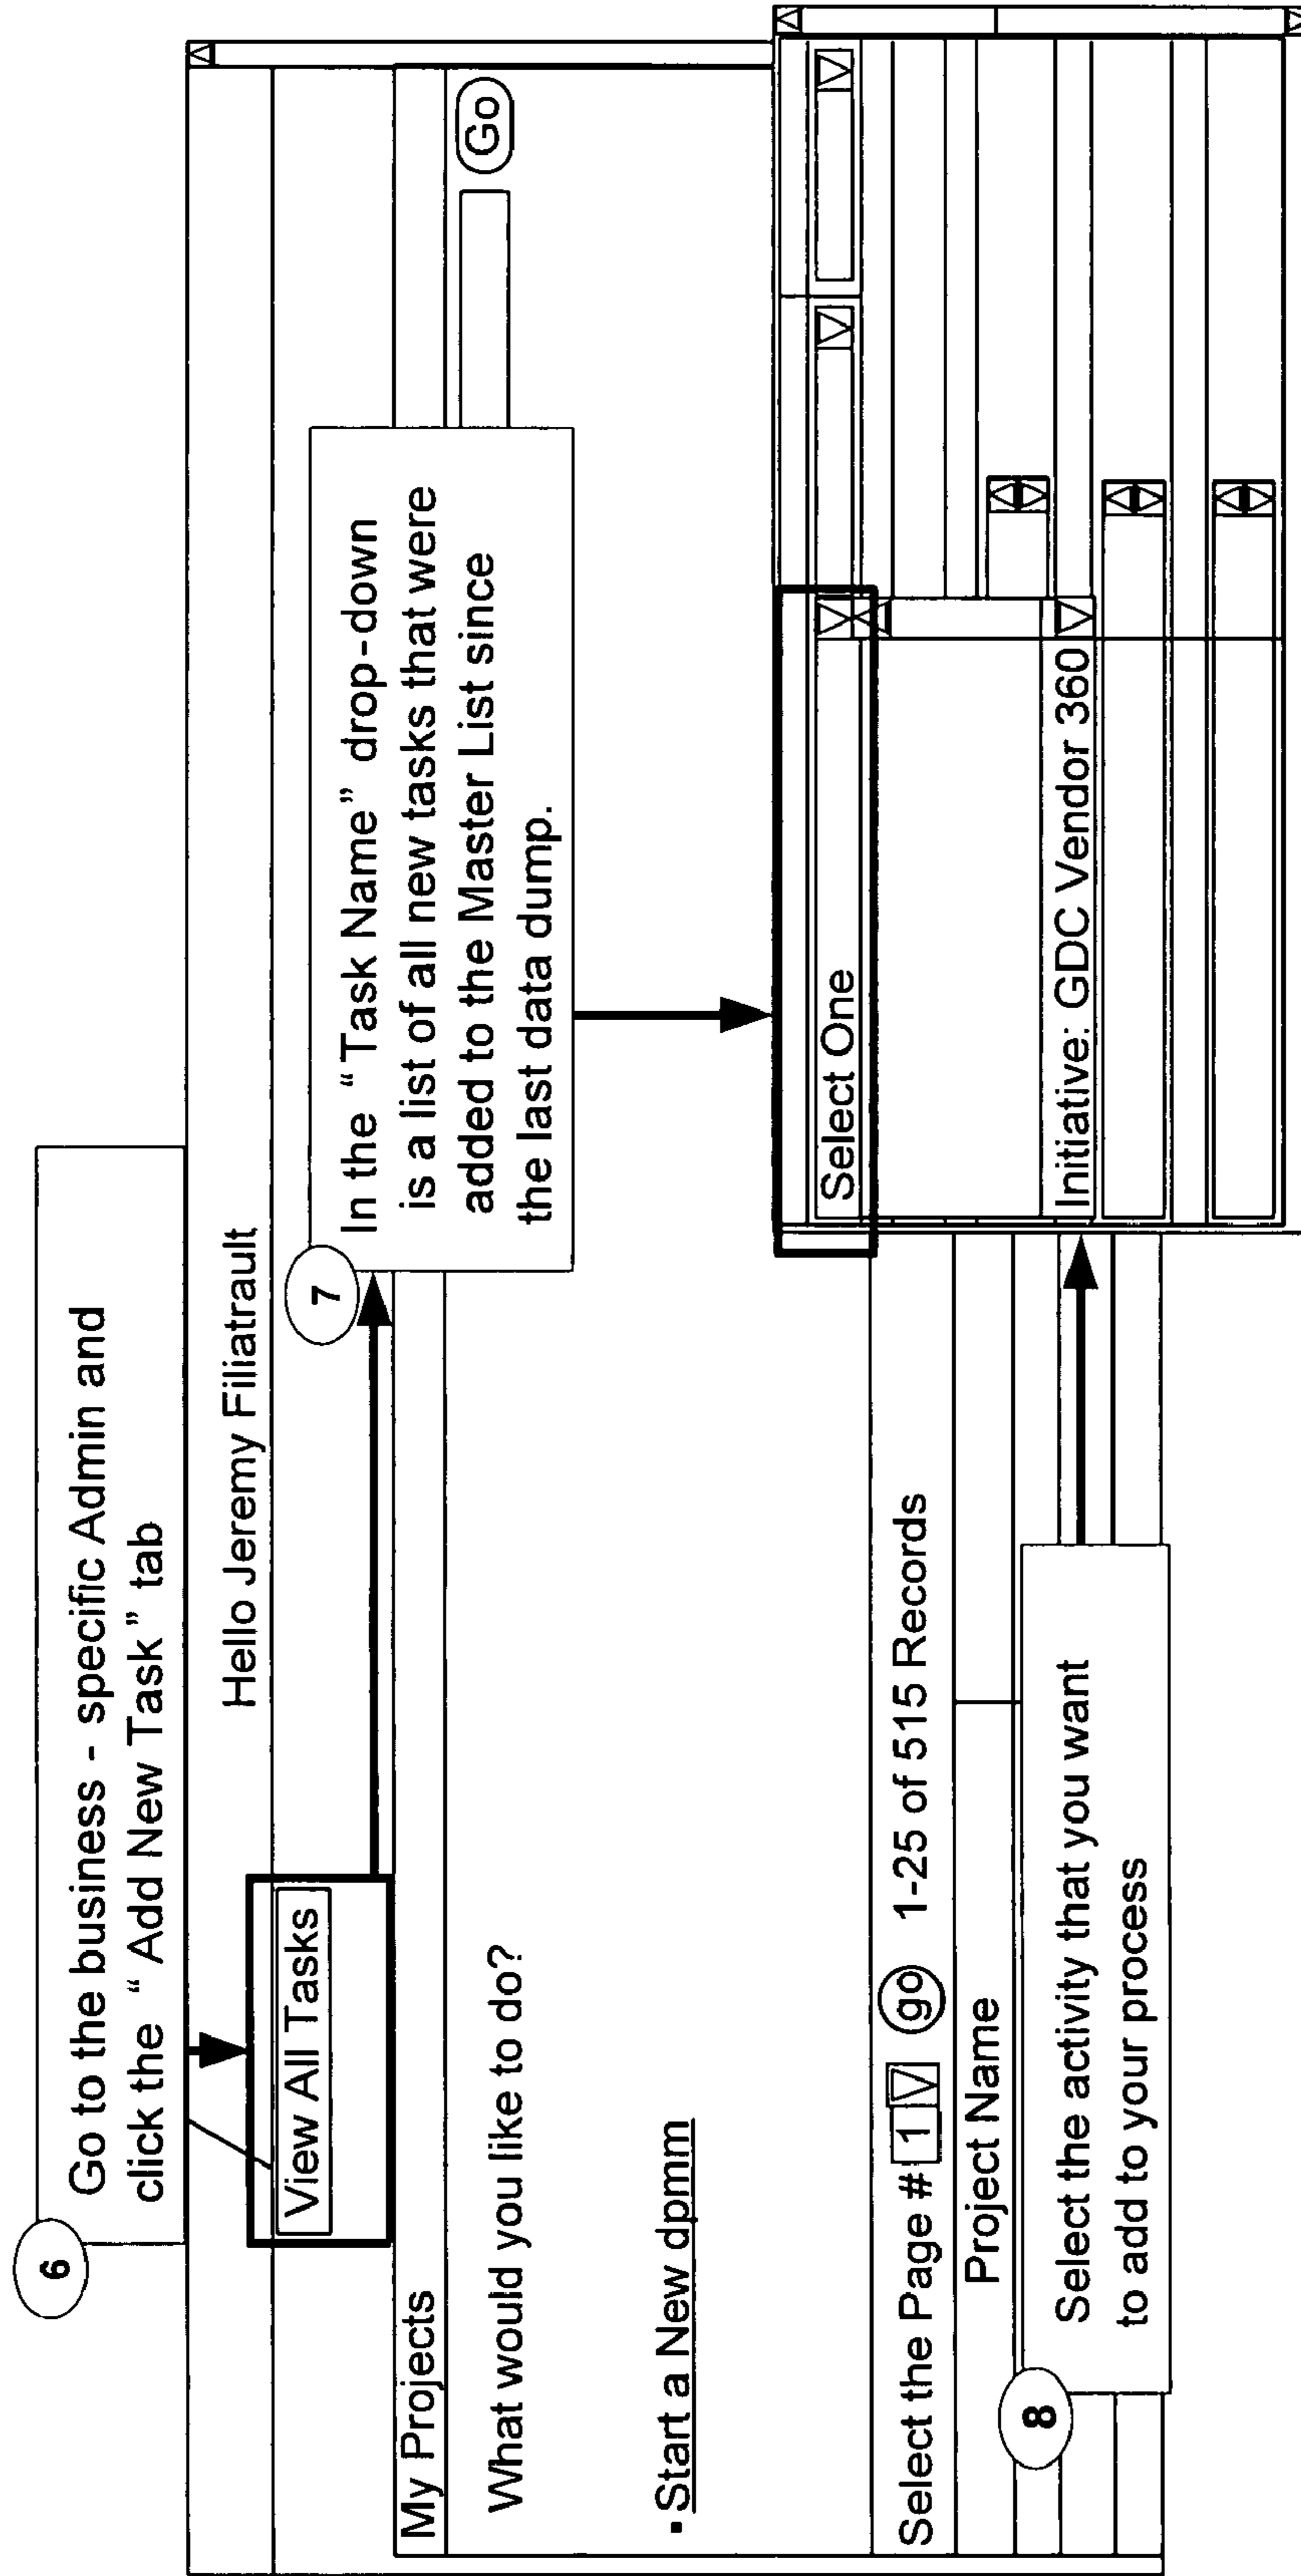 6
Go to the business - specific Admin and
click the “ Add New Task” tab
Hello Jeremy Filiatrault
View All Tasks
7
In the “Task Name” drop-down
is a list of all new tasks that were
added to the Master List since
the last data dump.
My Projects
What would you like to do?
Go
▪ Start a New dpmm
Select One
Initiative: GDC Vendor 360
Select the Page # 1 go 1-25 of 515 Records
Project Name
8
Select the activity that you want
to add to your process